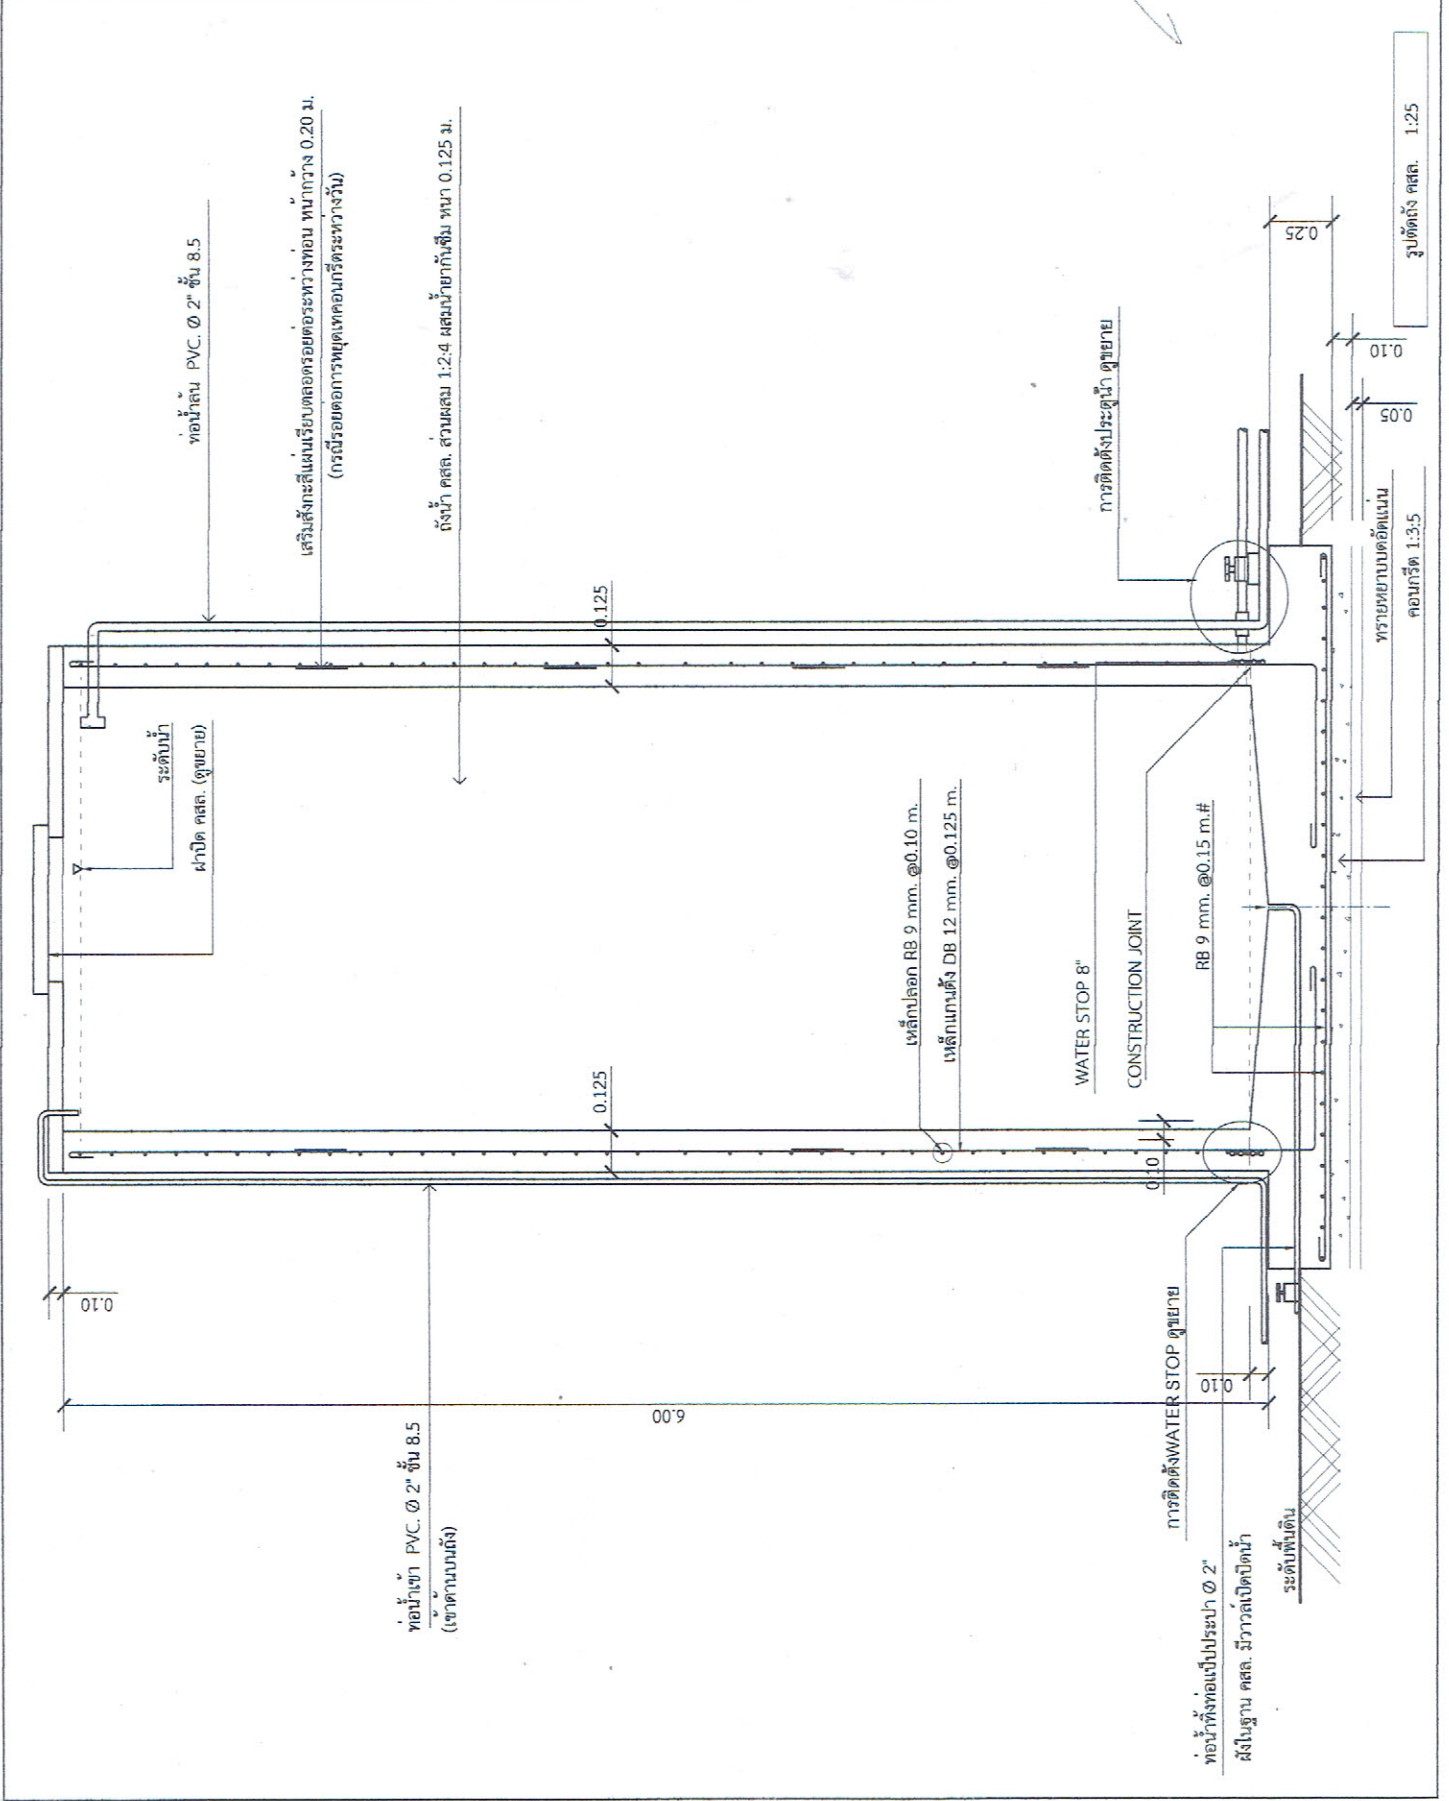 ท่อน้ำล้น PVC. Ø 2" ชั้น 8.5
เสริมสังกะสีแผ่นเรียบตลอดรอยต่อระหว่างท่อน หน้ากว้าง 0.20 ม.
(กรณีรอยต่อการหยุดเทคอนกรีตระหว่างวัน)
ถังน้ำ คสล. ส่วนผสม 1:2:4 ผสมน้ำยากันซึม หนา 0.125 ม.
ระดับน้ำ
ฝาปิด คสล. (ดูขยาย)
0.10
6.00
ท่อน้ำเข้า PVC. Ø 2" ชั้น 8.5
(เข้าด้านบนถัง)
0.125
0.125
เหล็กปลอก RB 9 mm. @0.10 m.
เหล็กแกนตั้ง DB 12 mm. @0.125 m.
WATER STOP 8"
CONSTRUCTION JOINT
RB 9 mm. @0.15 m.#
การติดตั้งประตูน้ำ ดูขยาย
0.10
การติดตั้งWATER STOP ดูขยาย
0.10
ท่อน้ำทิ้งท่อแป๊ปประปา Ø 2"
ฝังในฐาน คสล. มีวาวล์เปิดปิดน้ำ
ระดับพื้นดิน
0.25
0.10
0.05
ทรายหยาบบดอัดแน่น
คอนกรีต 1:3:5
รูปตัดถัง คสล. 1:25